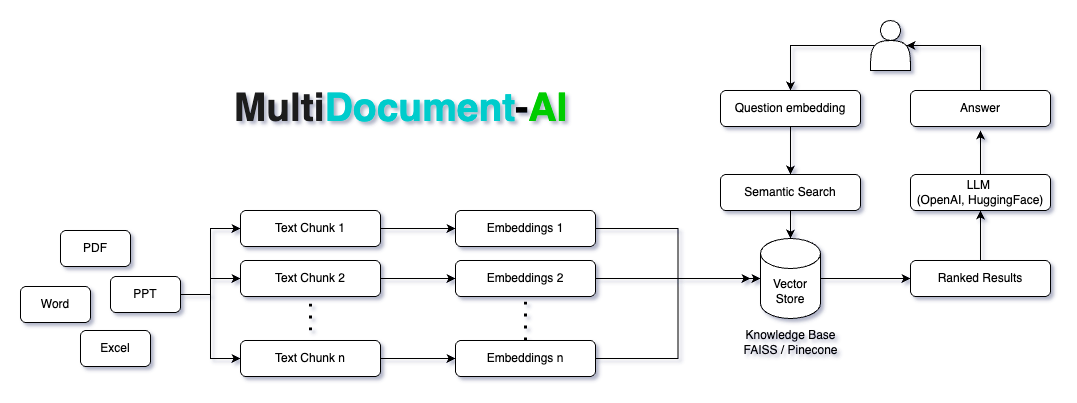 MultiDocument-AI
Question embedding
Answer
Semantic Search
LLM
(OpenAI, HuggingFace)
PDF
Word
PPT
Excel
Text Chunk 1
Embeddings 1
Text Chunk 2
Embeddings 2
Text Chunk n
Embeddings n
Vector
Store
Ranked Results
Knowledge Base
FAISS / Pinecone